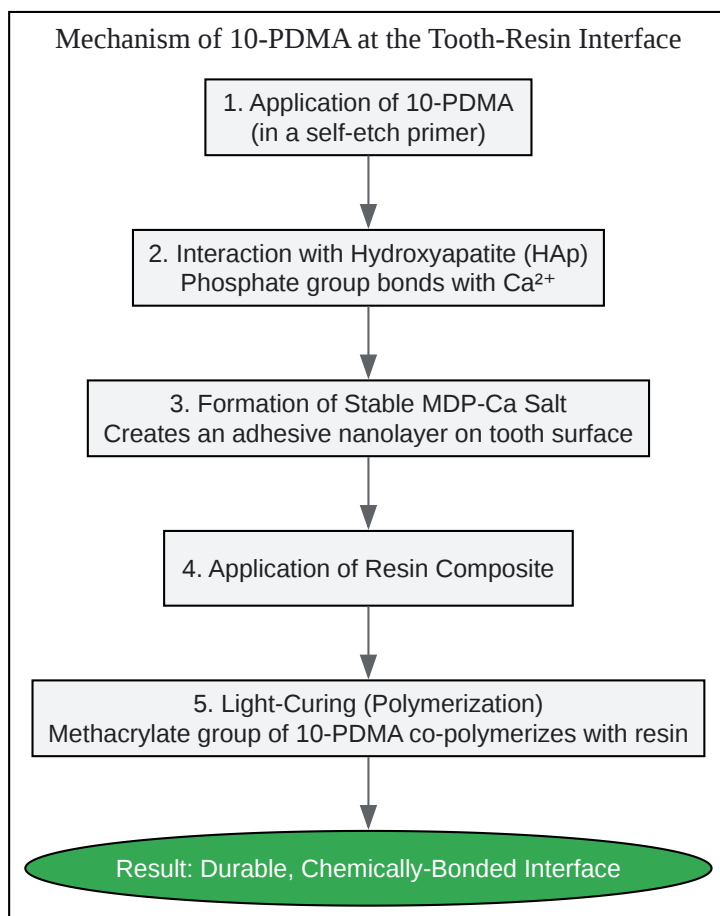 Mechanism of 10-PDMA at the Tooth-Resin Interface
1. Application of 10-PDMA
(in a self-etch primer)
2. Interaction with Hydroxyapatite (HAp)
Phosphate group bonds with Ca²⁺
3. Formation of Stable MDP-Ca Salt
Creates an adhesive nanolayer on tooth surface
4. Application of Resin Composite
5. Light-Curing (Polymerization)
Methacrylate group of 10-PDMA co-polymerizes with resin
Result: Durable, Chemically-Bonded Interface